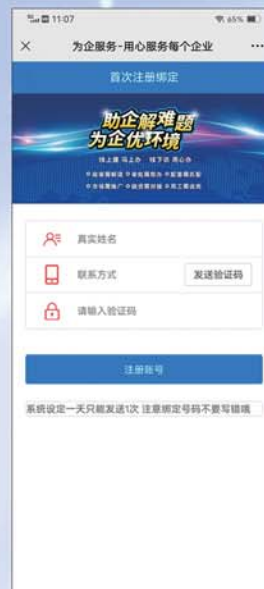 11:07
65%
为企服务-用心服务每个企业
首次注册绑定
助企解难题
为企优环境
线上提 马上办 线下访 用心办
真实姓名
联系方式 发送验证码
请输入验证码
注册账号
系统设定一天只能发送1次 注意绑定号码不要写错哦